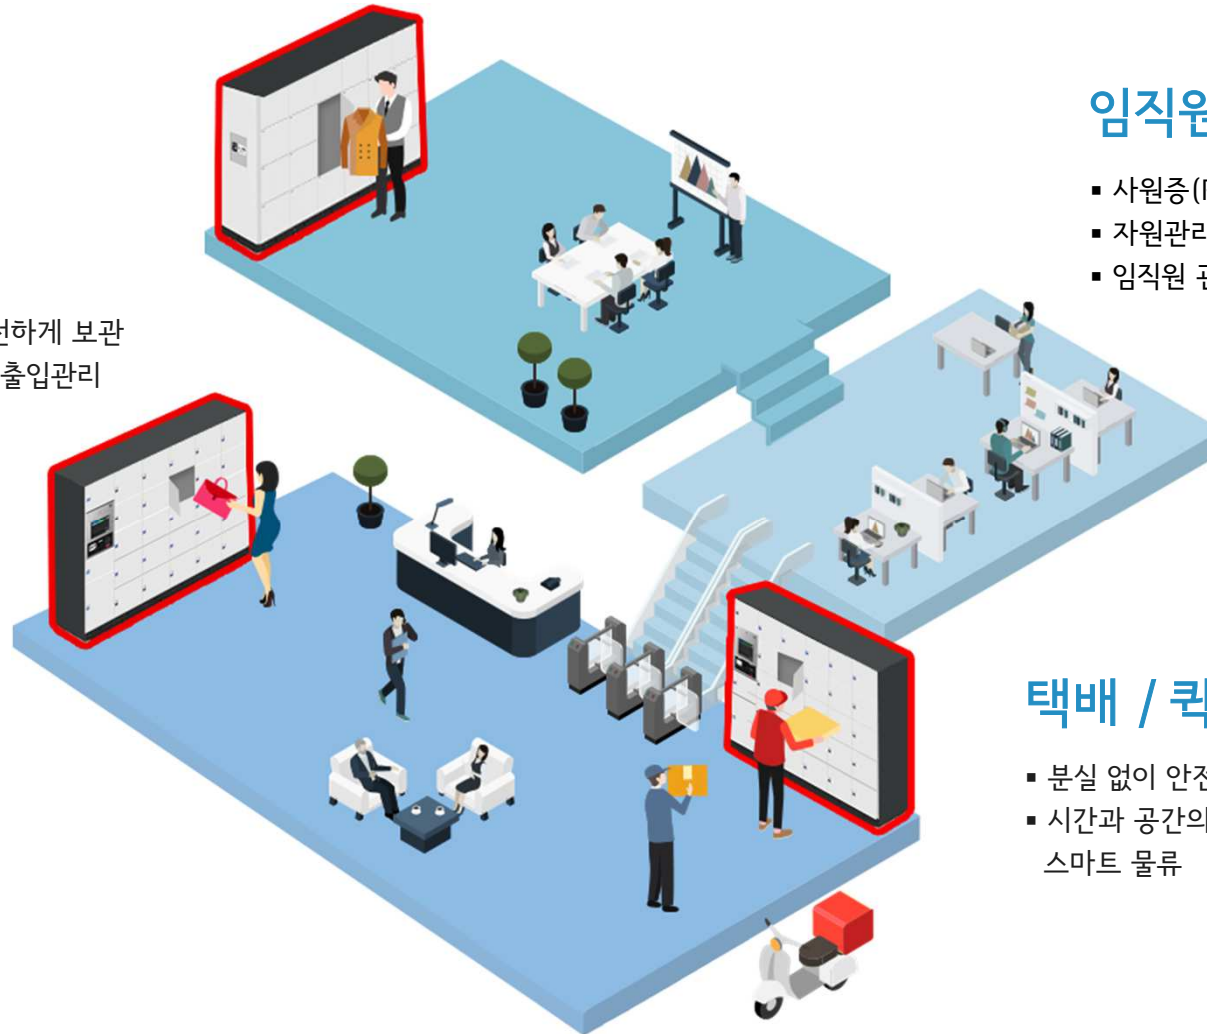 임직원
▪ 사원증(
▪ 자원관리
▪ 임직원
하게 보관
출입관리
택배 / 퀵
▪ 분실 없이 안전
▪ 시간과 공간의
스마트 물류